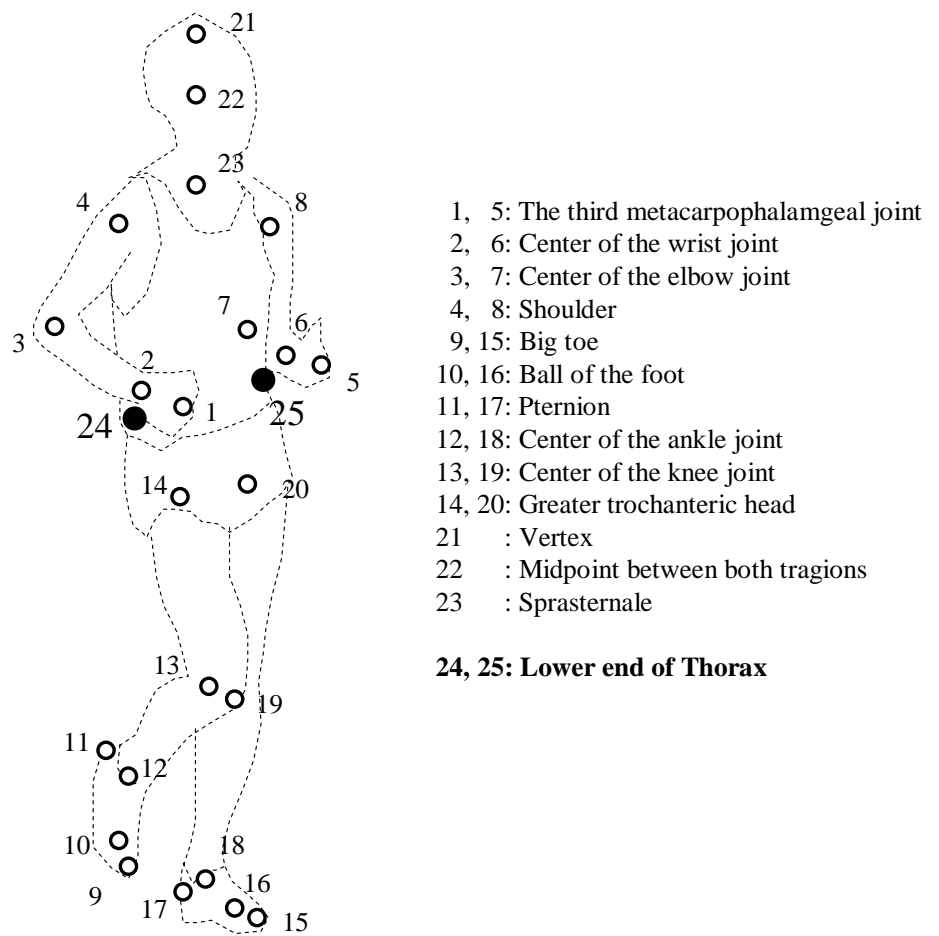 21
22
23
4
8
7
6
3
2
5
1
24
25
14
20
13
19
11
12
10
18
9
16
17
15
1, 5: The third metacarpophalamgeal joint
2, 6: Center of the wrist joint
3, 7: Center of the elbow joint
4, 8: Shoulder
9, 15: Big toe
10, 16: Ball of the foot
11, 17: Pternion
12, 18: Center of the ankle joint
13, 19: Center of the knee joint
14, 20: Greater trochanteric head
21 : Vertex
22 : Midpoint between both tragions
23 : Sprasternale
24, 25: Lower end of Thorax